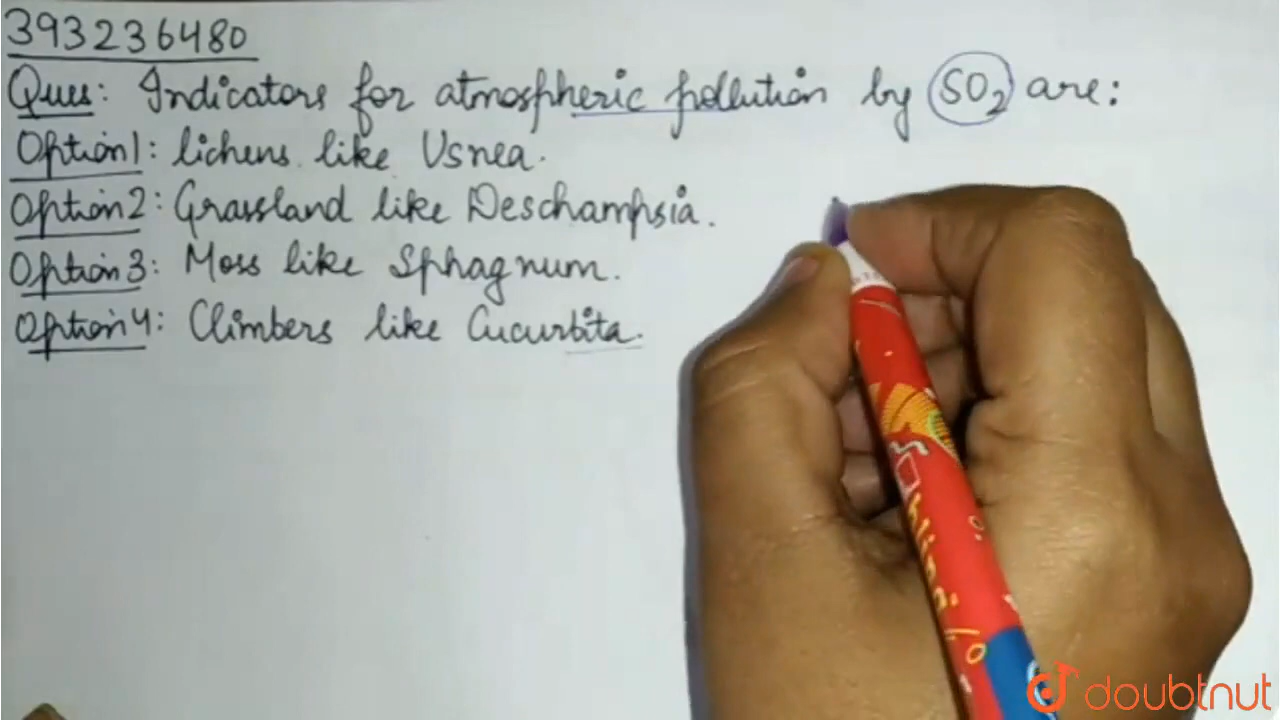 393236480
Ques: Indicators for atmospheric pollution by SO2 are:
Option1: lichens like Usnea.
Option2: Grassland like Deschampsia.
Option3: Moss like Sphagnum.
Option4: Climbers like Cucurbita.
doubtnut